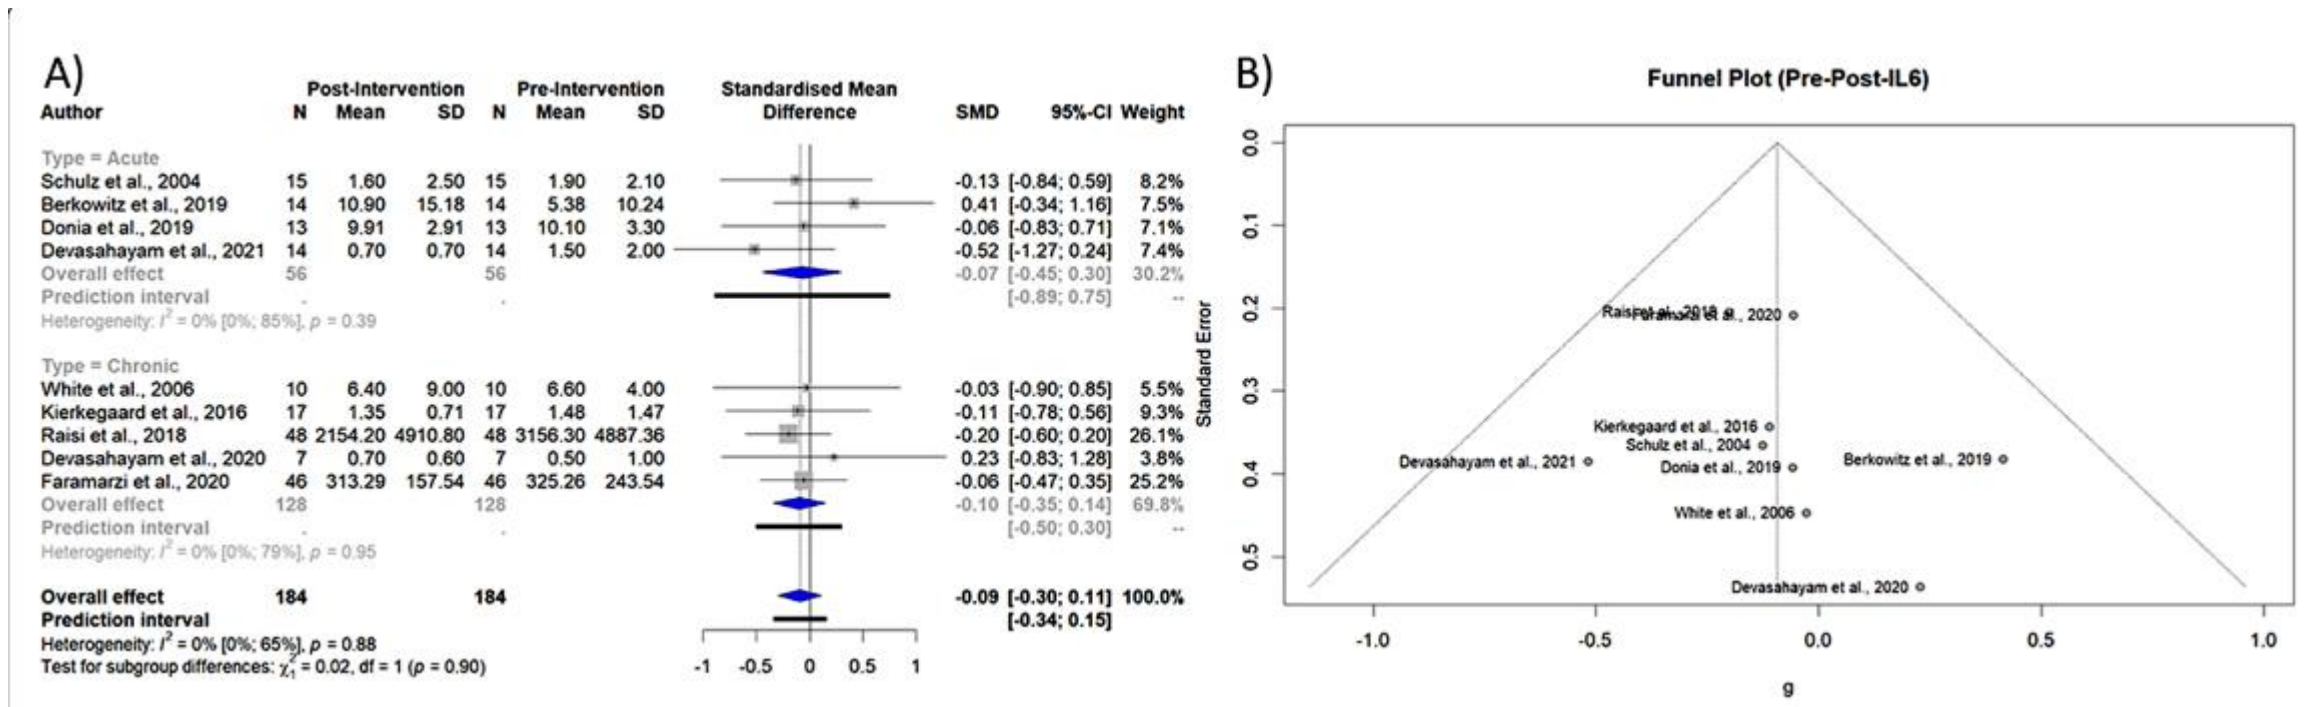 A)
Post-Intervention Pre-Intervention Standardised Mean
Author N Mean SD N Mean SD Difference SMD 95%-CI Weight
Type = Acute
Schulz et al., 2004 15 1.60 2.50 15 1.90 2.10 -0.13 [-0.84; 0.59] 8.2%
Berkowitz et al., 2019 14 10.90 15.18 14 5.38 10.24 0.41 [-0.34; 1.16] 7.5%
Donia et al., 2019 13 9.91 2.91 13 10.10 3.30 -0.06 [-0.83; 0.71] 7.1%
Devasahayam et al., 2021 14 0.70 0.70 14 1.50 2.00 -0.52 [-1.27; 0.24] 7.4%
Overall effect 56 56 -0.07 [-0.45; 0.30] 30.2%
Prediction interval . . [-0.89; 0.75] --
Heterogeneity: I² = 0% [0%; 85%], p = 0.39
Type = Chronic
White et al., 2006 10 6.40 9.00 10 6.60 4.00 -0.03 [-0.90; 0.85] 5.5%
Kierkegaard et al., 2016 17 1.35 0.71 17 1.48 1.47 -0.11 [-0.78; 0.56] 9.3%
Raisi et al., 2018 48 2154.20 4910.80 48 3156.30 4887.36 -0.20 [-0.60; 0.20] 26.1%
Devasahayam et al., 2020 7 0.70 0.60 7 0.50 1.00 0.23 [-0.83; 1.28] 3.8%
Faramarzi et al., 2020 46 313.29 157.54 46 325.26 243.54 -0.06 [-0.47; 0.35] 25.2%
Overall effect 128 128 -0.10 [-0.35; 0.14] 69.8%
Prediction interval . . [-0.50; 0.30] --
Heterogeneity: I² = 0% [0%; 79%], p = 0.95
Overall effect 184 184 -0.09 [-0.30; 0.11] 100.0%
Prediction interval [-0.34; 0.15]
Heterogeneity: I² = 0% [0%; 65%], p = 0.88
Test for subgroup differences: χ²₁ = 0.02, df = 1 (p = 0.90)
-1 -0.5 0 0.5 1
B)
Funnel Plot (Pre-Post-IL6)
Standard Error
0.0
0.1
0.2
0.3
0.4
0.5
Raisi et al., 2018
Faramarzi et al., 2020
Kierkegaard et al., 2016
Schulz et al., 2004
Devasahayam et al., 2021
Berkowitz et al., 2019
Donia et al., 2019
White et al., 2006
Devasahayam et al., 2020
-1.0 -0.5 0.0 0.5 1.0
g